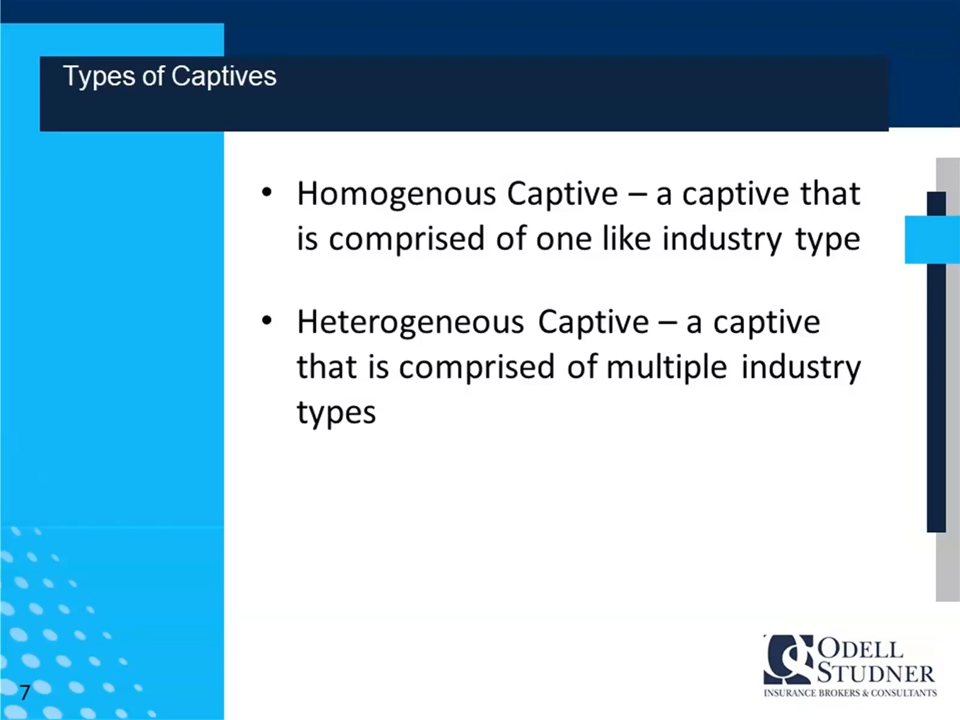 Types of Captives
• Homogenous Captive – a captive that
is comprised of one like industry type
• Heterogeneous Captive – a captive
that is comprised of multiple industry
types
ODELL
STUDNER
INSURANCE BROKERS & CONSULTANTS
7